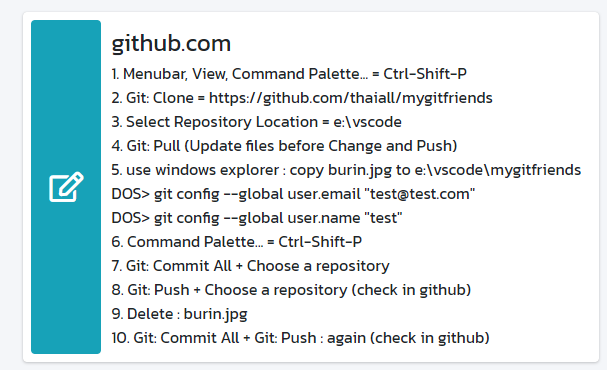 github.com
1. Menubar, View, Command Palette... = Ctrl-Shift-P
2. Git: Clone = https://github.com/thaiall/mygitfriends
3. Select Repository Location = e:\vscode
4. Git: Pull (Update files before Change and Push)
5. use windows explorer : copy burin.jpg to e:\vscode\mygitfriends
DOS> git config --global user.email "test@test.com"
DOS> git config --global user.name "test"
6. Command Palette... = Ctrl-Shift-P
7. Git: Commit All + Choose a repository
8. Git: Push + Choose a repository (check in github)
9. Delete : burin.jpg
10. Git: Commit All + Git: Push : again (check in github)